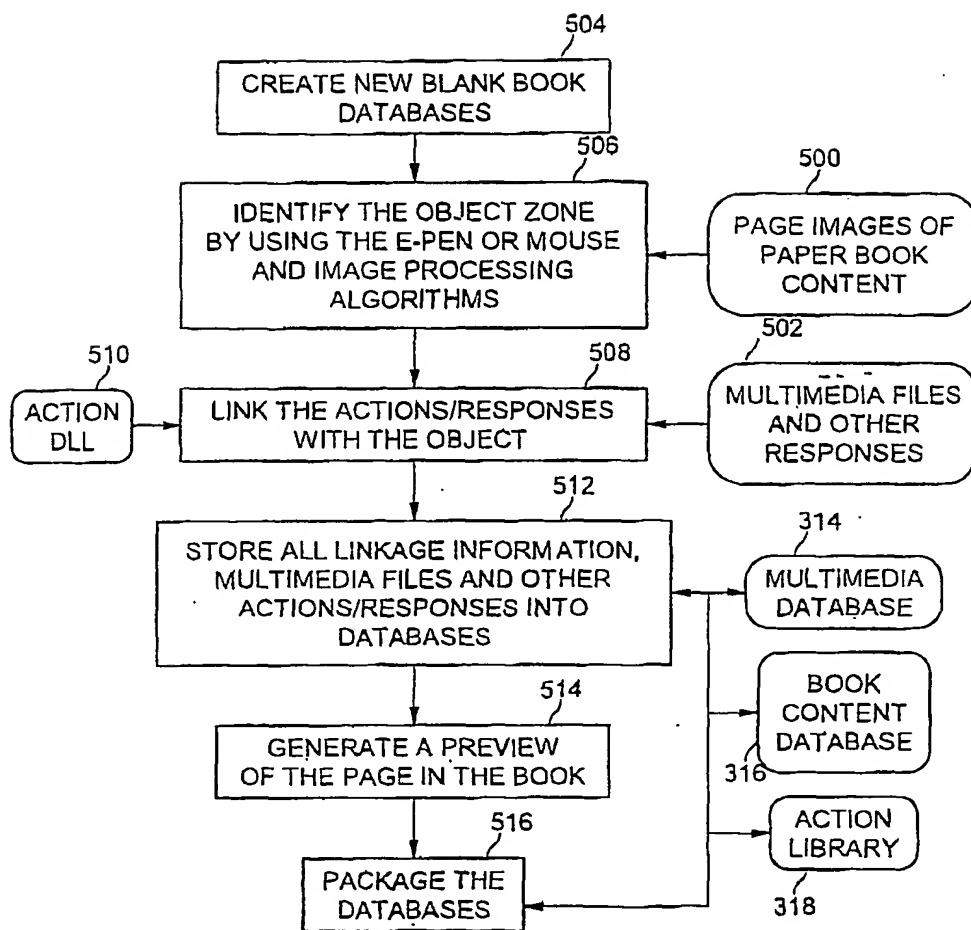 504
CREATE NEW BLANK BOOK
DATABASES
506
IDENTIFY THE OBJECT ZONE
BY USING THE E-PEN OR MOUSE
AND IMAGE PROCESSING
ALGORITHMS
500
PAGE IMAGES OF
PAPER BOOK
CONTENT
510
ACTION
DLL
508
LINK THE ACTIONS/RESPONSES
WITH THE OBJECT
502
MULTIMEDIA FILES
AND OTHER
RESPONSES
512
STORE ALL LINKAGE INFORMATION,
MULTIMEDIA FILES AND OTHER
ACTIONS/RESPONSES INTO
DATABASES
314
MULTIMEDIA
DATABASE
BOOK
CONTENT
DATABASE
316
514
GENERATE A PREVIEW
OF THE PAGE IN THE BOOK
ACTION
LIBRARY
318
516
PACKAGE THE
DATABASES